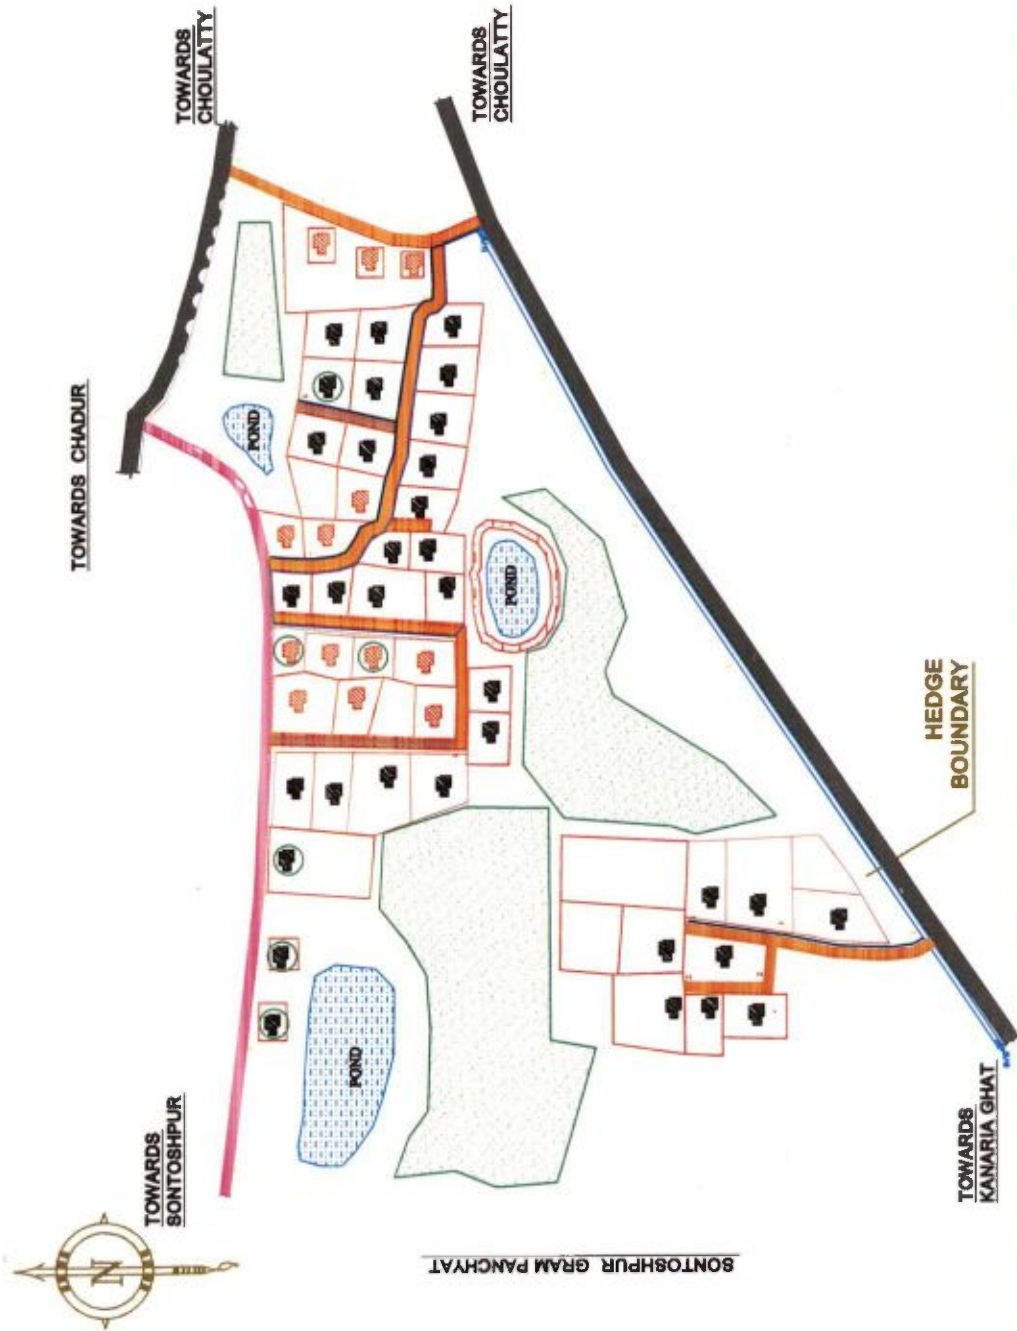 TOWARDS
CHOULATTY
TOWARDS
CHOULATTY
TOWARDS CHADUR
POND
POND
HEDGE
BOUNDARY
POND
TOWARDS
SONTOSHPUR
TOWARDS
KANARIA GHAT
N
SONTOSHPUR GRAM PANCHYAT